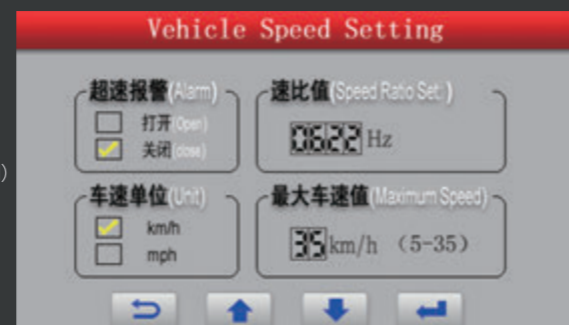 Vehicle Speed Setting
超速报警(Alarm)
打开(Open)
关闭(close)
速比值(Speed Ratio Set: )
0622 Hz
车速单位(Unit)
km/h
mph
最大车速值(Maximum Speed)
35 km/h （5-35）
)